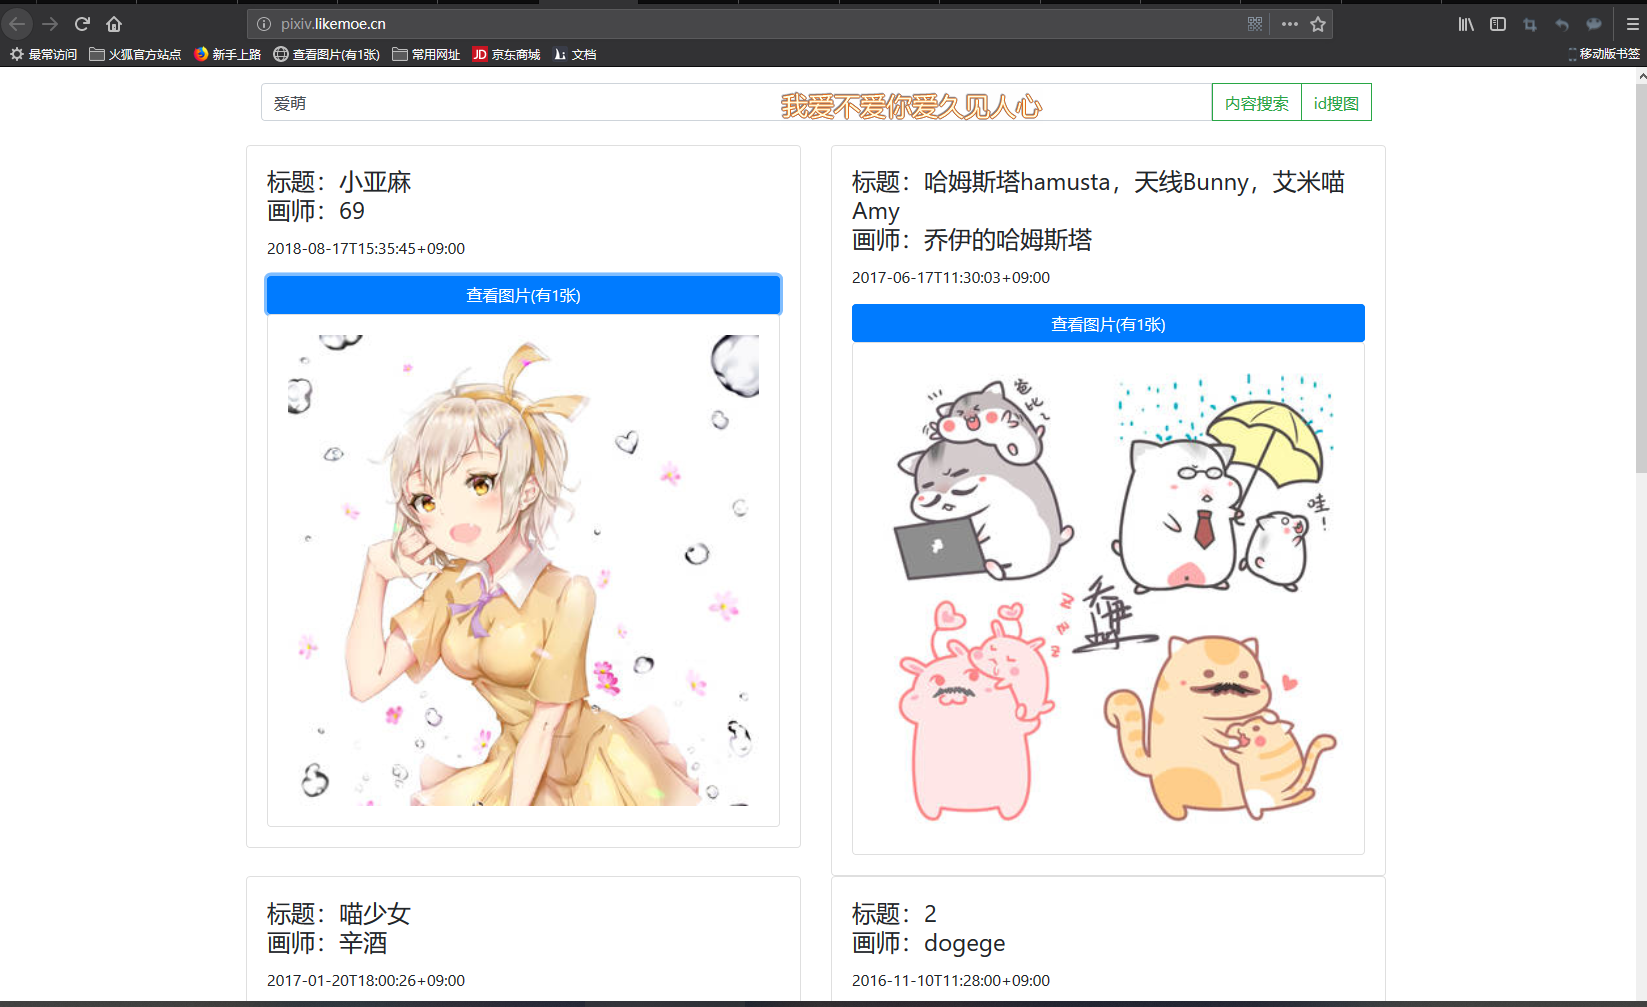 pixiv.likemoe.cn
最常访问 火狐官方站点 新手上路 查看图片(有1张) 常用网址 JD 京东商城 文档 移动版书签
爱萌 我爱不爱你爱久见人心 内容搜索 id搜图
标题：小亚麻
画师：69
2018-08-17T15:35:45+09:00
查看图片(有1张)
标题：哈姆斯塔hamusta，天线Bunny，艾米喵
Amy
画师：乔伊的哈姆斯塔
2017-06-17T11:30:03+09:00
查看图片(有1张)
爸比~
哇!
标题：喵少女
画师：辛酒
2017-01-20T18:00:26+09:00
标题：2
画师：dogege
2016-11-10T11:28:00+09:00